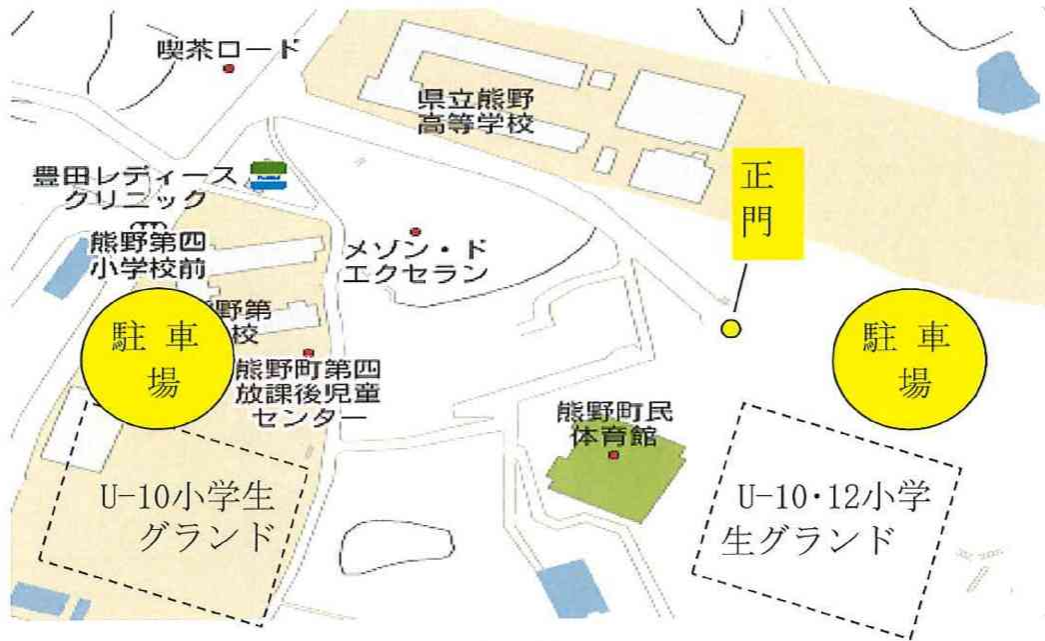 喫茶ロード
県立熊野
高等学校
正
門
豊田レディース
クリニック
熊野第四
小学校前
メゾン・ド
エクセラン
駐 車
場
野第
校
駐 車
場
熊野町第四
放課後児童
センター
熊野町民
体育館
U-10小学生
グランド
U-10・12小学
生グランド